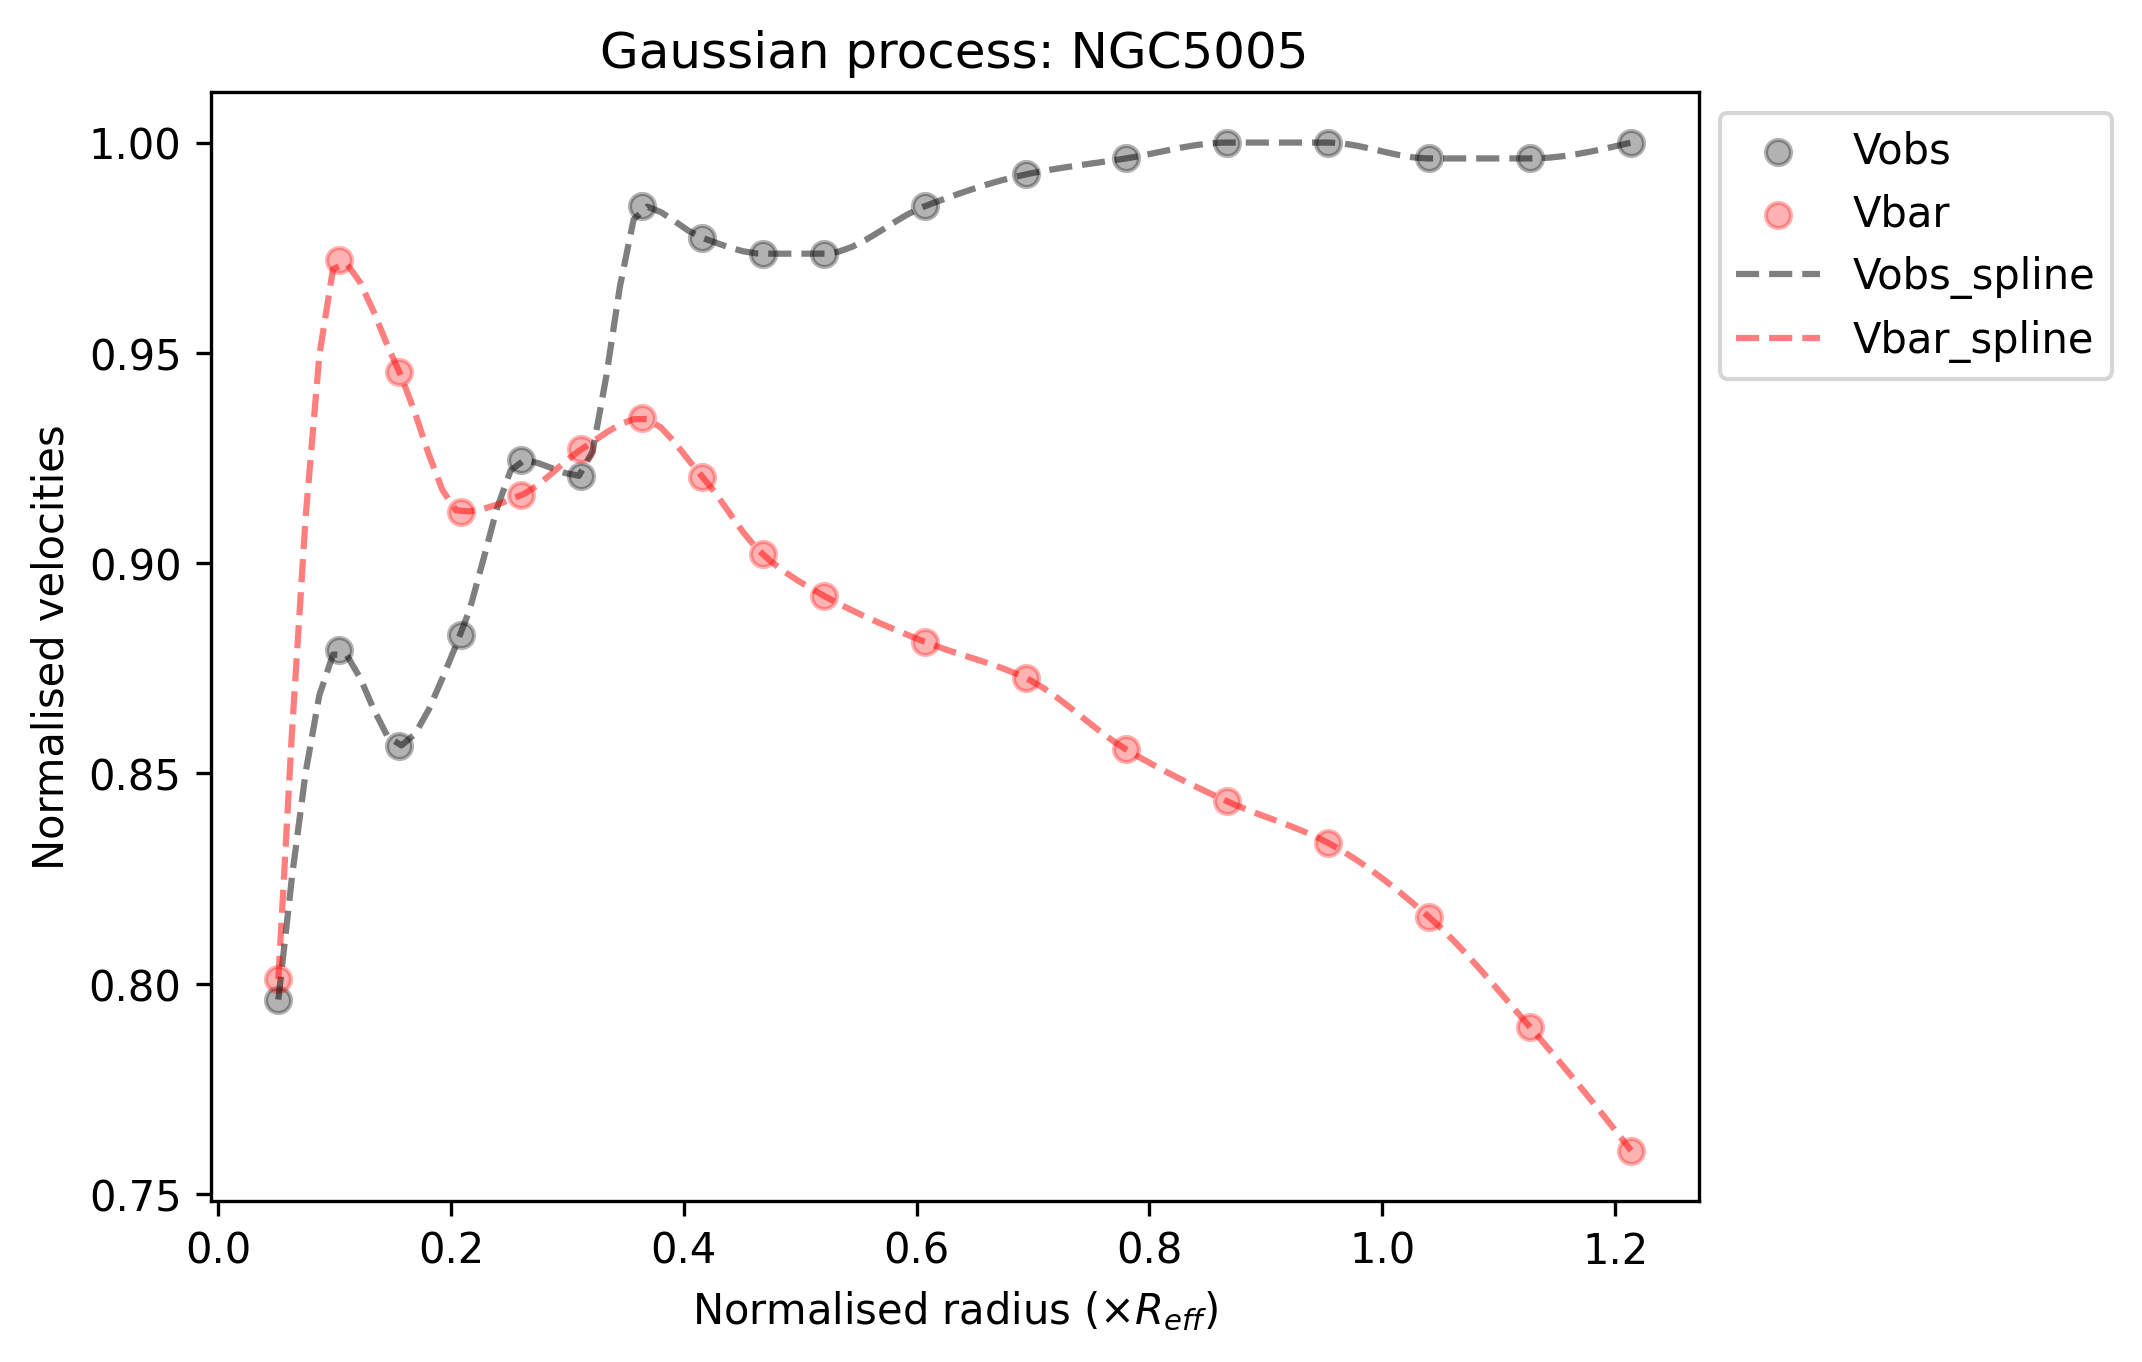 Gaussian process: NGC5005
1.00
0.95
0.90
0.85
0.80
0.75
Normalised velocities
0.0 0.2 0.4 0.6 0.8 1.0 1.2
Normalised radius (×R_eff)
Vobs
Vbar
Vobs_spline
Vbar_spline